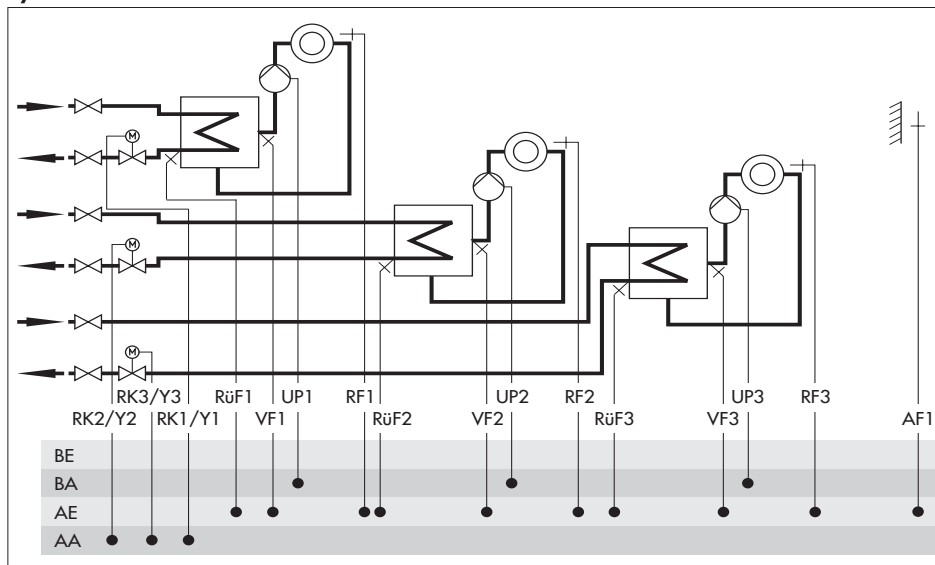 M
M
M
RK3/Y3 RüF1 UP1 RF1 UP2 RF2 UP3 RF3
RK2/Y2 RK1/Y1 VF1 RüF2 VF2 RüF3 VF3 AF1
BE
BA
AE
AA